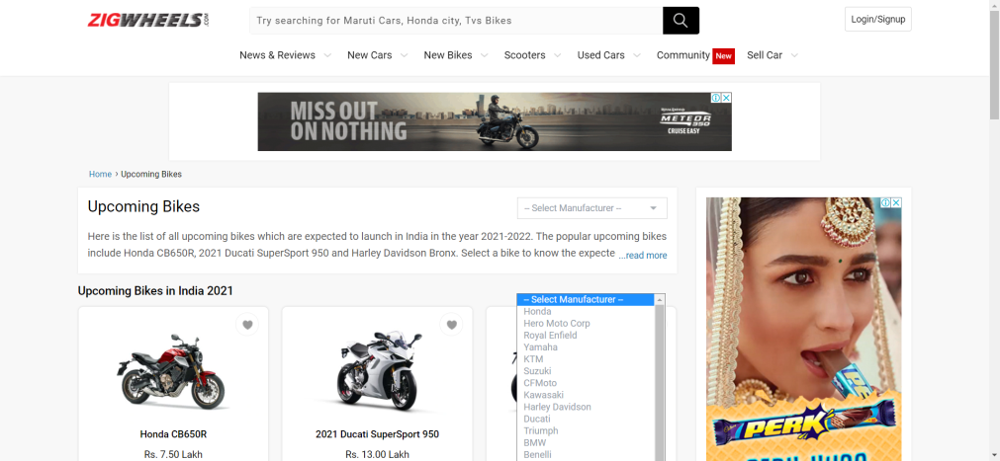 ZIGWHEELS.COM
Try searching for Maruti Cars, Honda city, Tvs Bikes
Login/Signup
News & Reviews
New Cars
New Bikes
Scooters
Used Cars
Community New
Sell Car
MISS OUT
ON NOTHING
METEOR
350
CRUISE EASY
Home › Upcoming Bikes
Upcoming Bikes
-- Select Manufacturer --
Here is the list of all upcoming bikes which are expected to launch in India in the year 2021-2022. The popular upcoming bikes
include Honda CB650R, 2021 Ducati SuperSport 950 and Harley Davidson Bronx. Select a bike to know the expecte ...read more
Upcoming Bikes in India 2021
Honda CB650R
Rs. 7.50 Lakh
2021 Ducati SuperSport 950
Rs. 13.00 Lakh
-- Select Manufacturer --
Honda
Hero Moto Corp
Royal Enfield
Yamaha
KTM
Suzuki
CFMoto
Kawasaki
Harley Davidson
Ducati
Triumph
BMW
Benelli
PERK